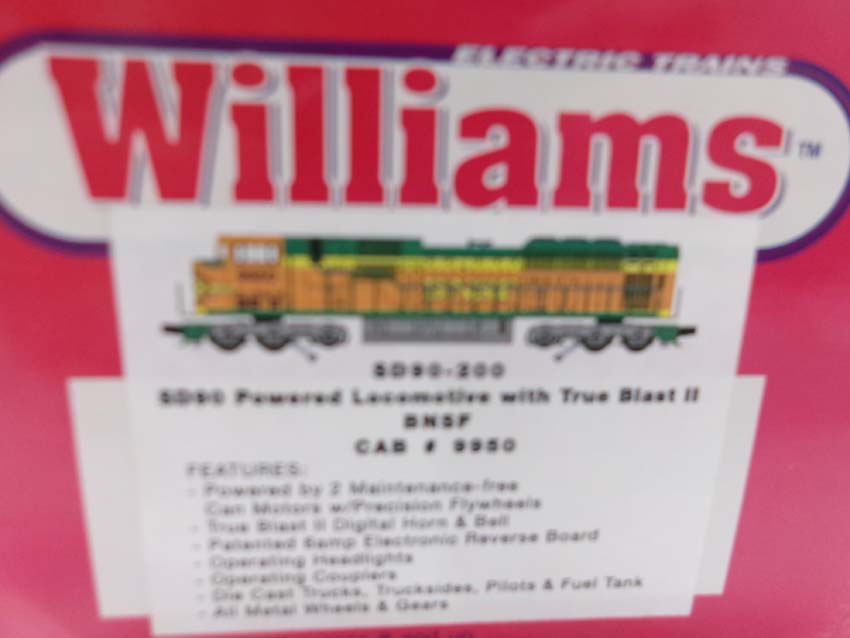 ELECTRIC TRAINS
Williams™
SD90-200
SD90 Powered Locomotive with True Blast II
BNSF
CAB # 9950
FEATURES:
- Powered by 2 Maintenance-free
Can Motors w/Precision Flywheels
- True Blast II Digital Horn & Bell
- Patented 6amp Electronic Reverse Board
- Operating Headlights
- Operating Couplers
- Die Cast Trucks, Trucksides, Pilots & Fuel Tank
- All Metal Wheels & Gears